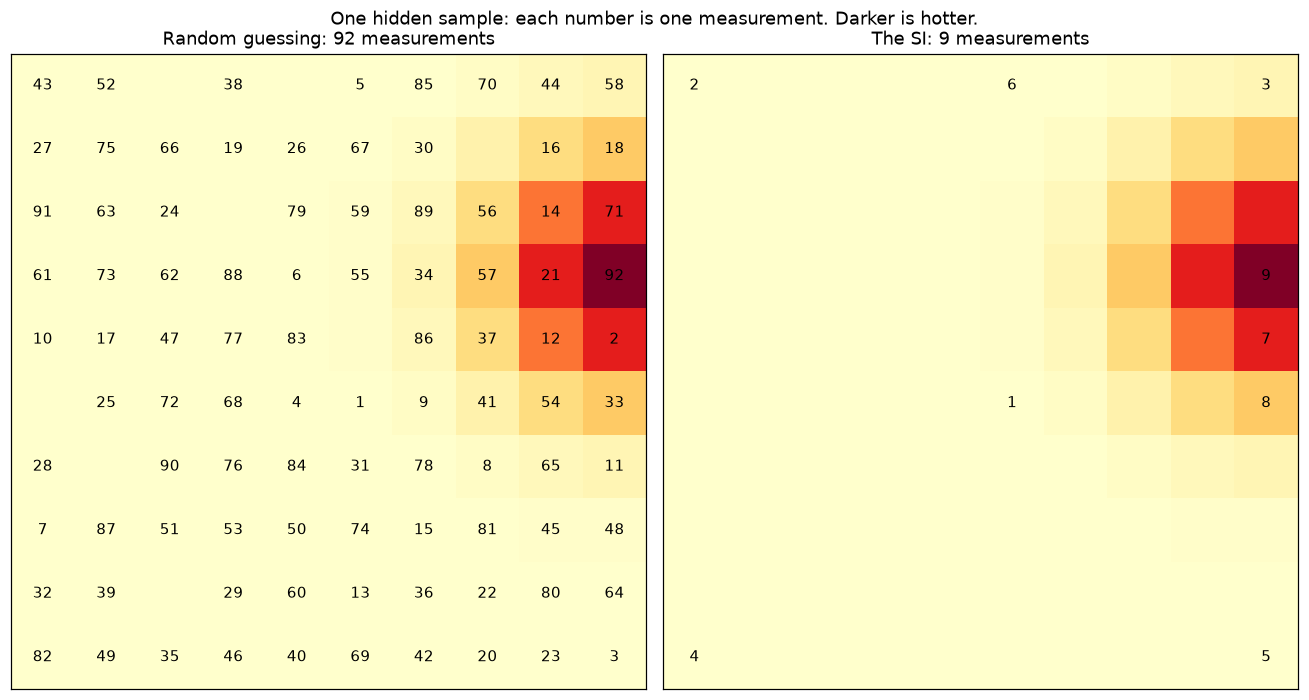 One hidden sample: each number is one measurement. Darker is hotter.
Random guessing: 92 measurements
43 52 38 5 85 70 44 58
27 75 66 19 26 67 30 16 18
91 63 24 79 59 89 56 14 71
61 73 62 88 6 55 34 57 21 92
10 17 47 77 83 86 37 12 2
25 72 68 4 1 9 41 54 33
28 90 76 84 31 78 8 65 11
7 87 51 53 50 74 15 81 45 48
32 39 29 60 13 36 22 80 64
82 49 35 46 40 69 42 20 23 3
The SI: 9 measurements
2 6 3
9
7
1 8
4 5